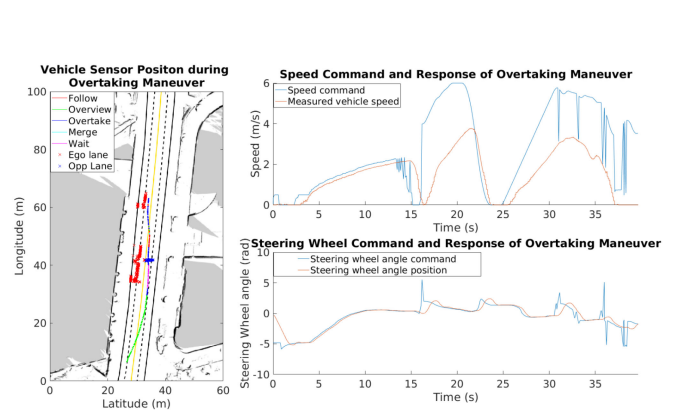 Vehicle Sensor Positon during
Overtaking Maneuver
Longitude (m)
100
80
60
40
20
0
Follow
Overview
Overtake
Merge
Wait
Ego lane
Opp Lane
0 20 40 60
Latitude (m)
Speed Command and Response of Overtaking Maneuver
Speed (m/s)
6
4
2
0
Speed command
Measured vehicle speed
0 5 10 15 20 25 30 35
Time (s)
Steering Wheel Command and Response of Overtaking Maneuver
Steering Wheel angle (rad)
10
5
0
-5
-10
Steering wheel angle command
Steering wheel angle position
0 5 10 15 20 25 30 35
Time (s)